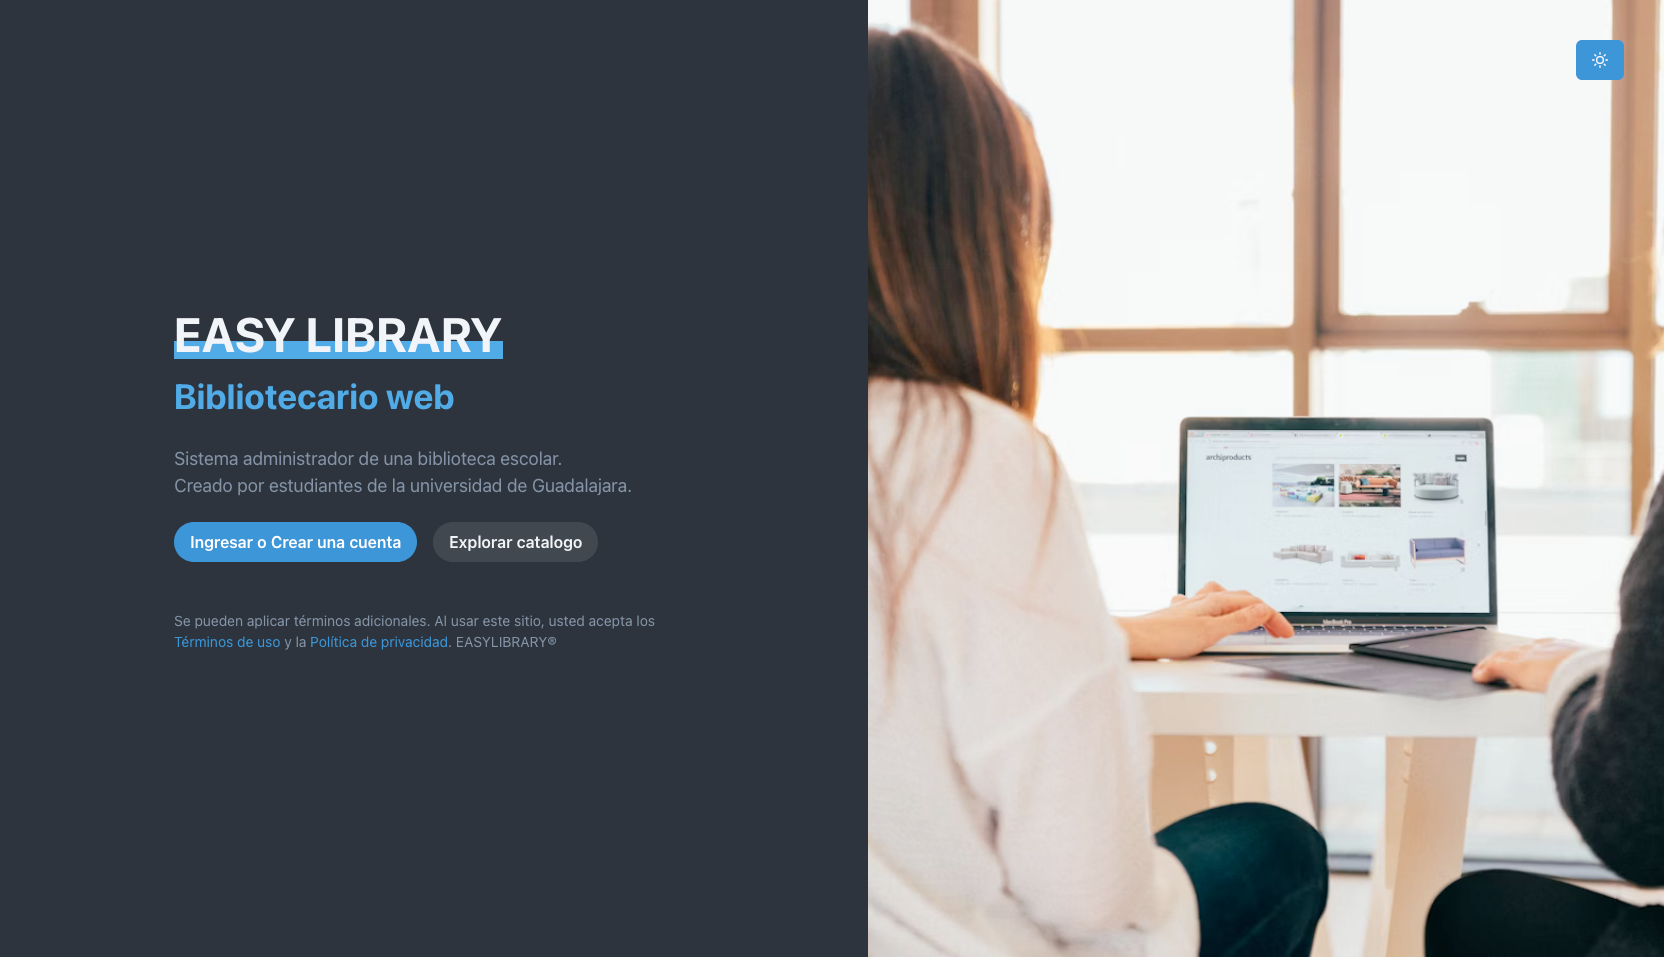 EASY LIBRARY
Bibliotecario web
Sistema administrador de una biblioteca escolar.
Creado por estudiantes de la universidad de Guadalajara.
Ingresar o Crear una cuenta
Explorar catalogo
Se pueden aplicar términos adicionales. Al usar este sitio, usted acepta los
Términos de uso y la Política de privacidad. EASYLIBRARY®
archiproducts
MacBook Pro